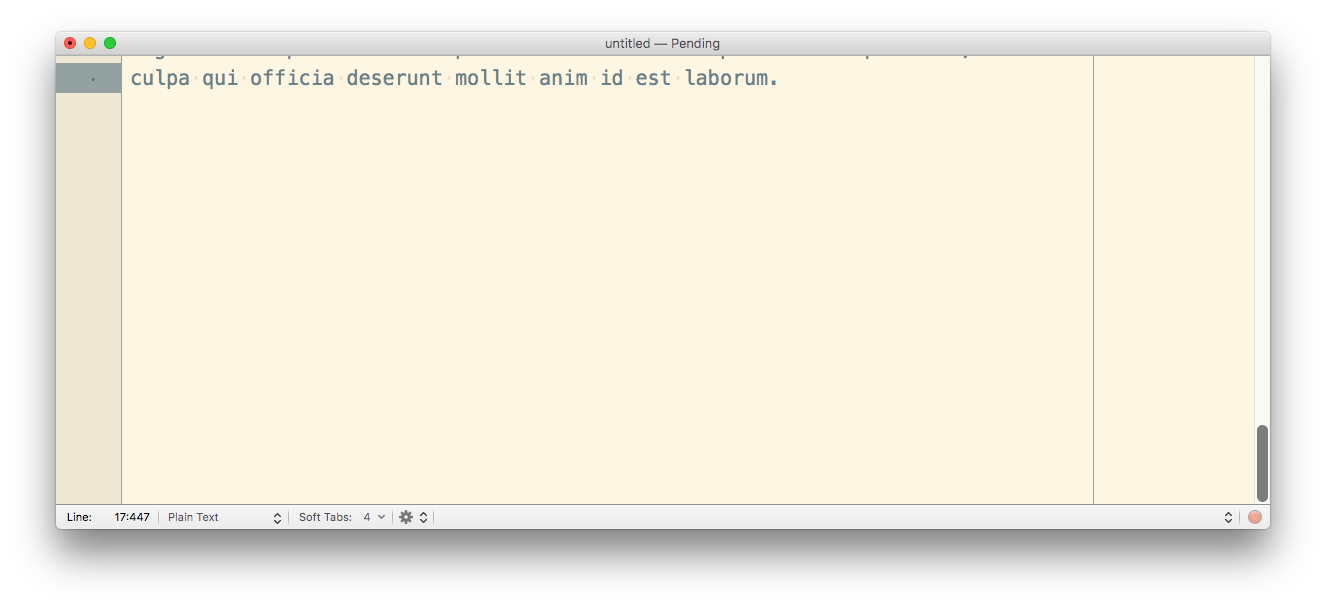 untitled — Pending
culpa qui officia deserunt mollit anim id est laborum.
Line: 17:447 Plain Text Soft Tabs: 4